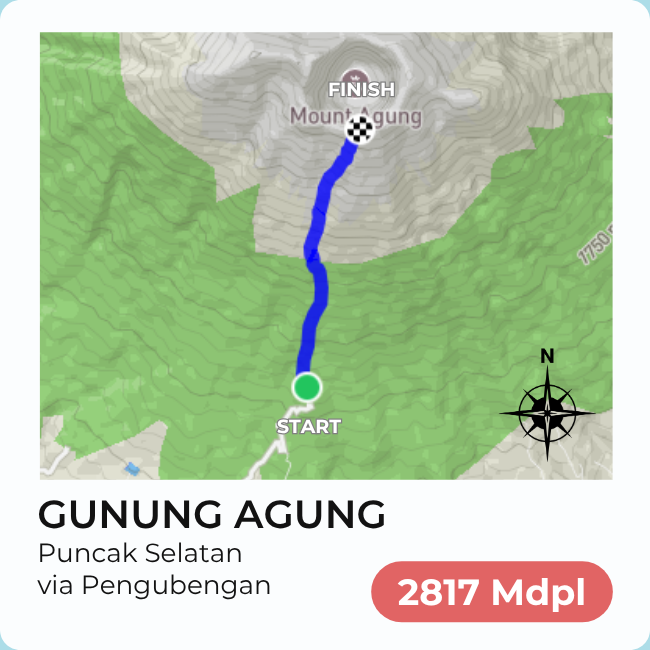 FINISH
Mount Agung
1750
START
N
GUNUNG AGUNG
Puncak Selatan
via Pengubengan
2817 Mdpl